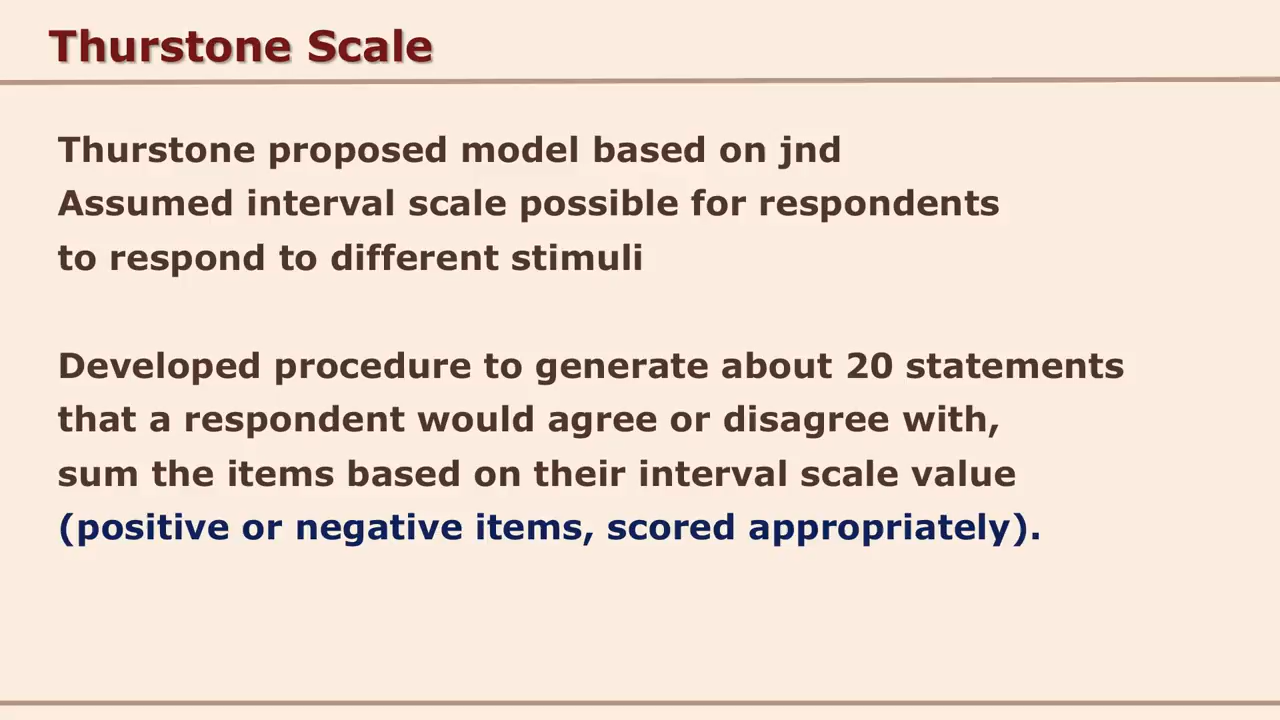 Thurstone Scale
Thurstone proposed model based on jnd
Assumed interval scale possible for respondents
to respond to different stimuli
Developed procedure to generate about 20 statements
that a respondent would agree or disagree with,
sum the items based on their interval scale value
(positive or negative items, scored appropriately).